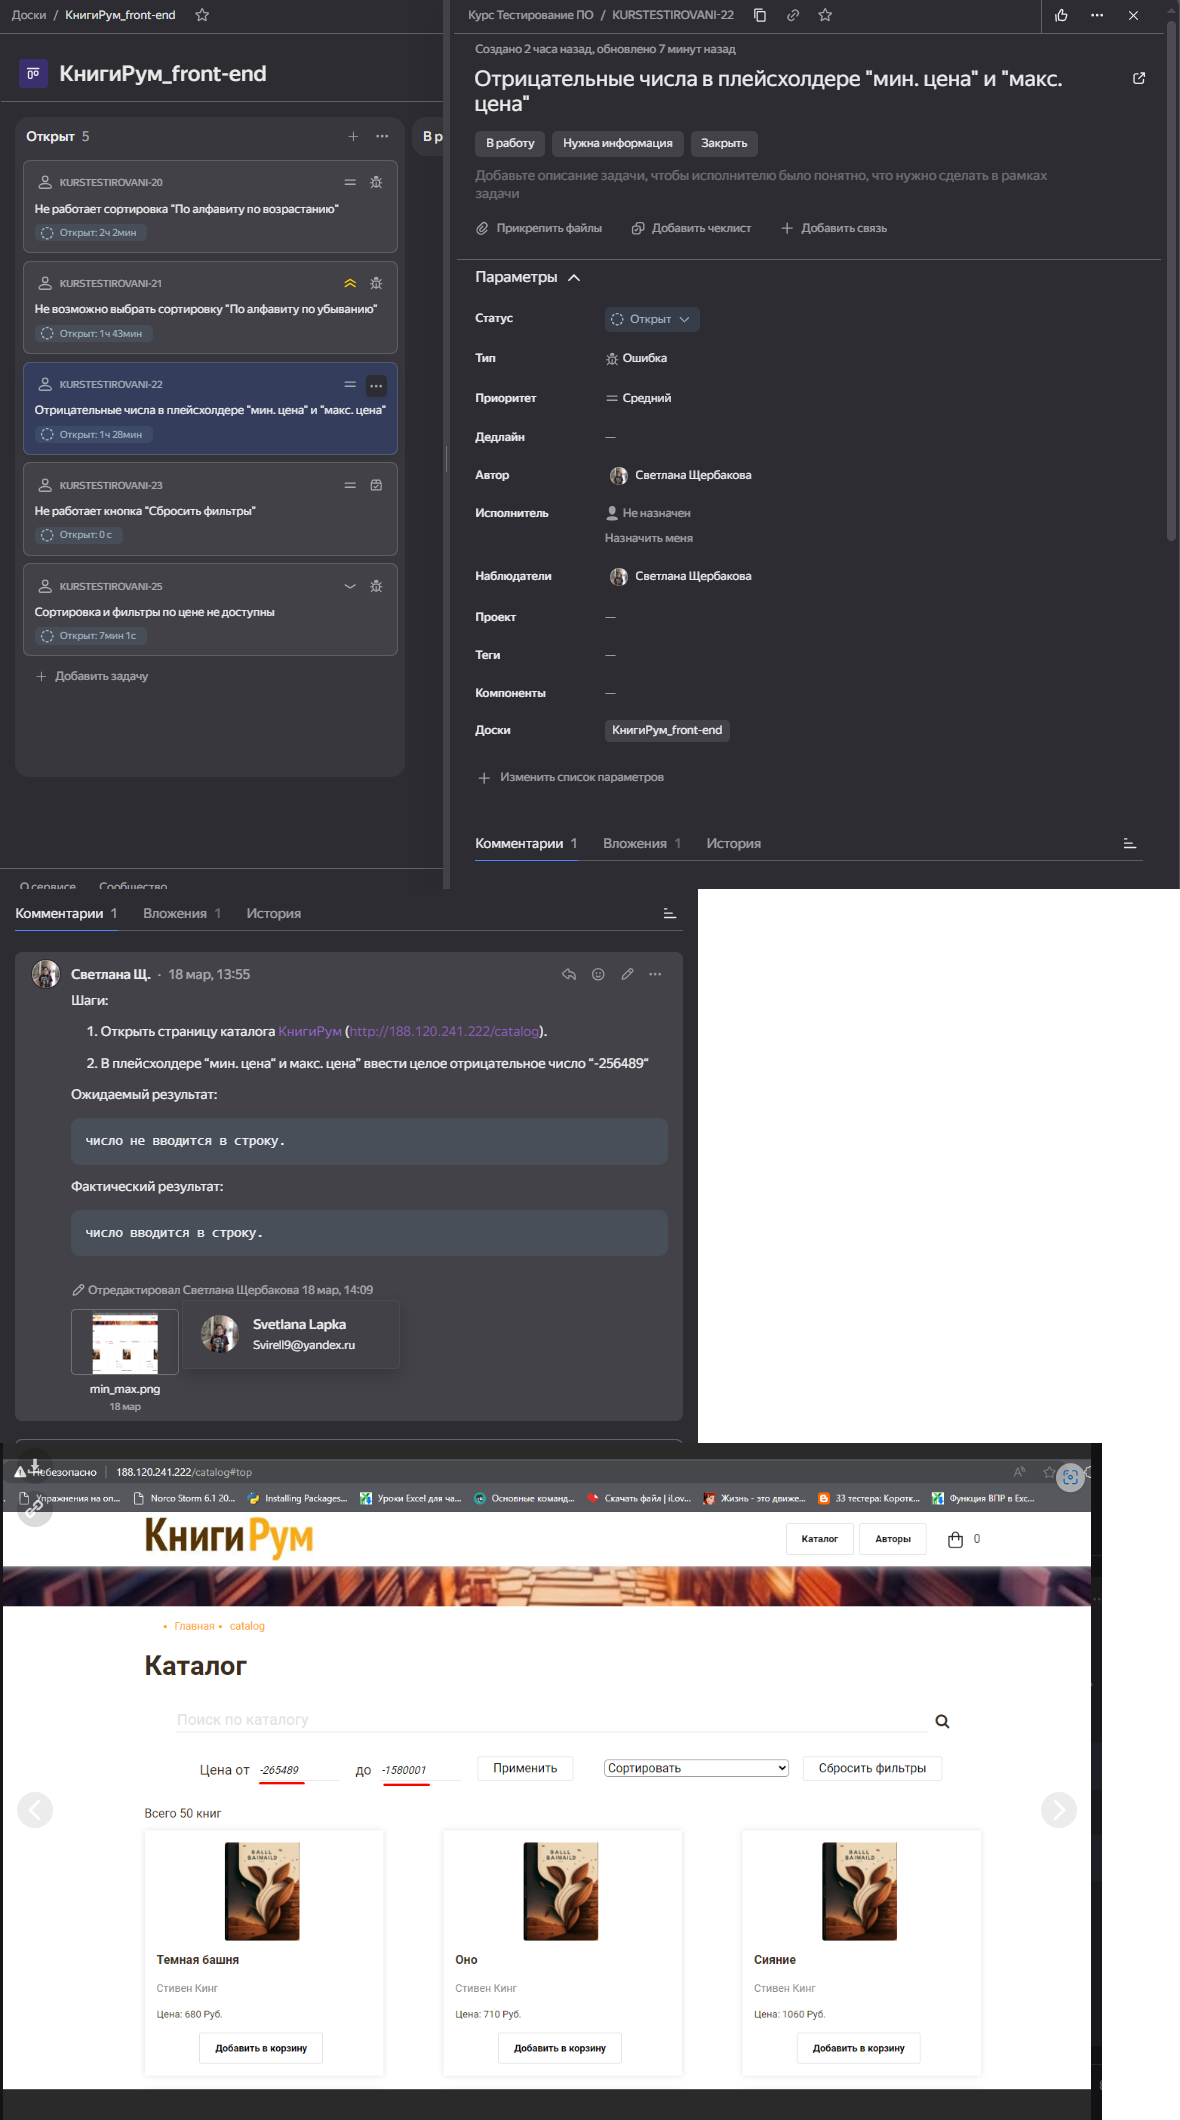 Доски / КнигиРум_front-end
КнигиРум_front-end
Открыт 5
В р
KURSTESTIROVANI-20
Не работает сортировка "По алфавиту по возрастанию"
Открыт: 2ч 2мин
KURSTESTIROVANI-21
Не возможно выбрать сортировку "По алфавиту по убыванию"
Открыт: 1ч 43мин
KURSTESTIROVANI-22
Отрицательные числа в плейсхолдере "мин. цена" и "макс. цена"
Открыт: 1ч 28мин
KURSTESTIROVANI-23
Не работает кнопка "Сбросить фильтры"
Открыт: 0 с
KURSTESTIROVANI-25
Сортировка и фильтры по цене не доступны
Открыт: 7мин 1с
Добавить задачу
О сервисе Сообщество
Курс Тестирование ПО / KURSTESTIROVANI-22
Создано 2 часа назад, обновлено 7 минут назад
Отрицательные числа в плейсхолдере "мин. цена" и "макс.
цена"
В работу Нужна информация Закрыть
Добавьте описание задачи, чтобы исполнителю было понятно, что нужно сделать в рамках
задачи
Прикрепить файлы Добавить чеклист Добавить связь
Параметры
Статус Открыт
Тип Ошибка
Приоритет Средний
Дедлайн —
Автор Светлана Щербакова
Исполнитель Не назначен
Назначить меня
Наблюдатели Светлана Щербакова
Проект —
Теги —
Компоненты —
Доски КнигиРум_front-end
Изменить список параметров
Комментарии 1 Вложения 1 История
Комментарии 1 Вложения 1 История
Светлана Щ. · 18 мар, 13:55
Шаги:
1. Открыть страницу каталога КнигиРум (http://188.120.241.222/catalog).
2. В плейсхолдере “мин. цена“ и макс. цена” ввести целое отрицательное число “-256489“
Ожидаемый результат:
число не вводится в строку.
Фактический результат:
число вводится в строку.
Отредактировал Светлана Щербакова 18 мар, 14:09
Svetlana Lapka
Svirell9@yandex.ru
min_max.png
18 мар
Небезопасно 188.120.241.222/catalog#top
Упражнения на оп... Norco Storm 6.1 20... Installing Packages... Уроки Excel для ча... Основные команд... Скачать файл | iLov... Жизнь - это движе... 33 тестера: Коротк... Функция ВПР в Exc...
КнигиРум
Каталог Авторы 0
• Главная • catalog
Каталог
Поиск по каталогу
Цена от -265489 до -1580001 Применить Сортировать Сбросить фильтры
Всего 50 книг
BALLL
BAIMAILD
BALLL
BAIMAILD
BALLL
BAIMAILD
Темная башня Оно Сияние
Стивен Кинг Стивен Кинг Стивен Кинг
Цена: 680 Руб. Цена: 710 Руб. Цена: 1060 Руб.
Добавить в корзину Добавить в корзину Добавить в корзину